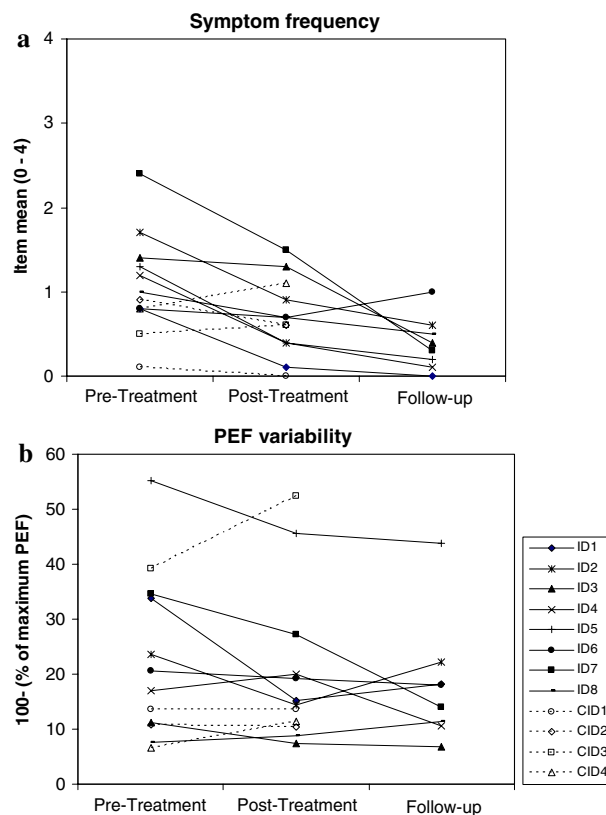 a
Symptom frequency
Item mean (0 - 4)
4
3
2
1
0
Pre-Treatment Post-Treatment Follow-up
b
PEF variability
100- (% of maximum PEF)
60
50
40
30
20
10
0
Pre-Treatment Post-Treatment Follow-up
ID1
ID2
ID3
ID4
ID5
ID6
ID7
ID8
CID1
CID2
CID3
CID4